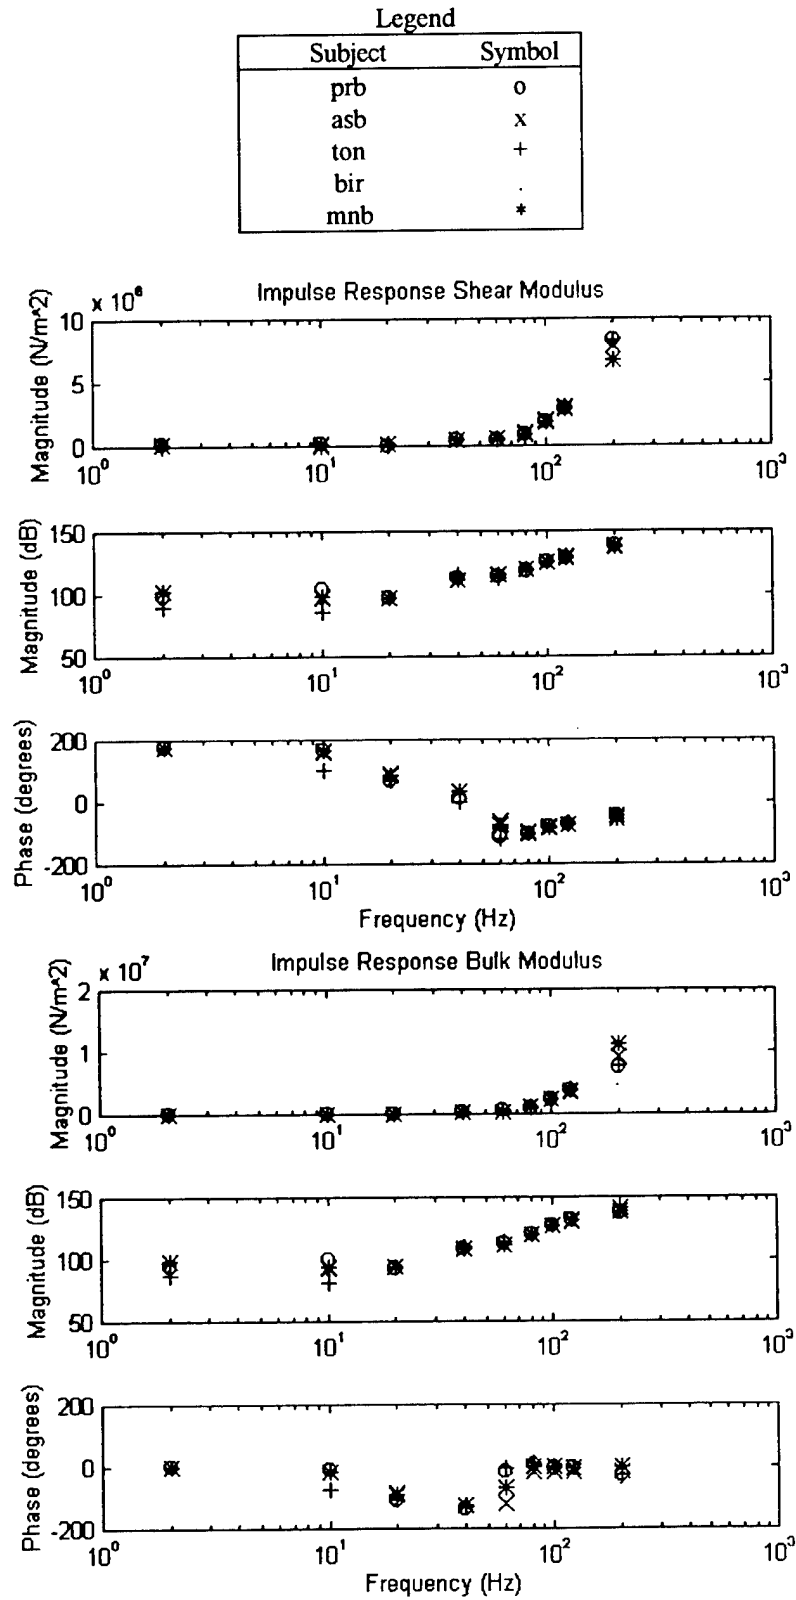 Legend
Subject Symbol
prb o
asb x
ton +
bir .
mnb *
x 10^6 Impulse Response Shear Modulus
Magnitude (N/m^2)
10
5
0
10^0 10^1 10^2 10^3
Magnitude (dB)
150
100
50
10^0 10^1 10^2 10^3
Phase (degrees)
200
0
-200
10^0 10^1 10^2 10^3
Frequency (Hz)
x 10^7 Impulse Response Bulk Modulus
Magnitude (N/m^2)
2
1
0
10^0 10^1 10^2 10^3
Magnitude (dB)
150
100
50
10^0 10^1 10^2 10^3
Phase (degrees)
200
0
-200
10^0 10^1 10^2 10^3
Frequency (Hz)